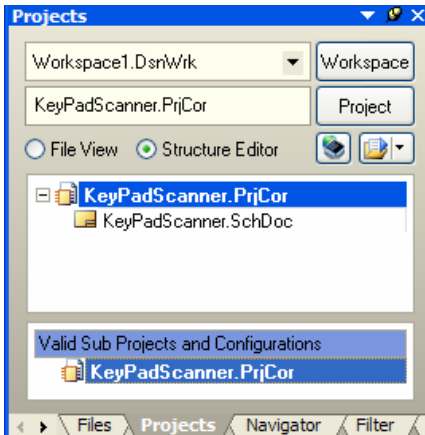 Projects
Workspace1.DsnWrk Workspace
KeyPadScanner.PrjCor Project
File View Structure Editor
KeyPadScanner.PrjCor
KeyPadScanner.SchDoc
Valid Sub Projects and Configurations
KeyPadScanner.PrjCor
Files Projects Navigator Filter